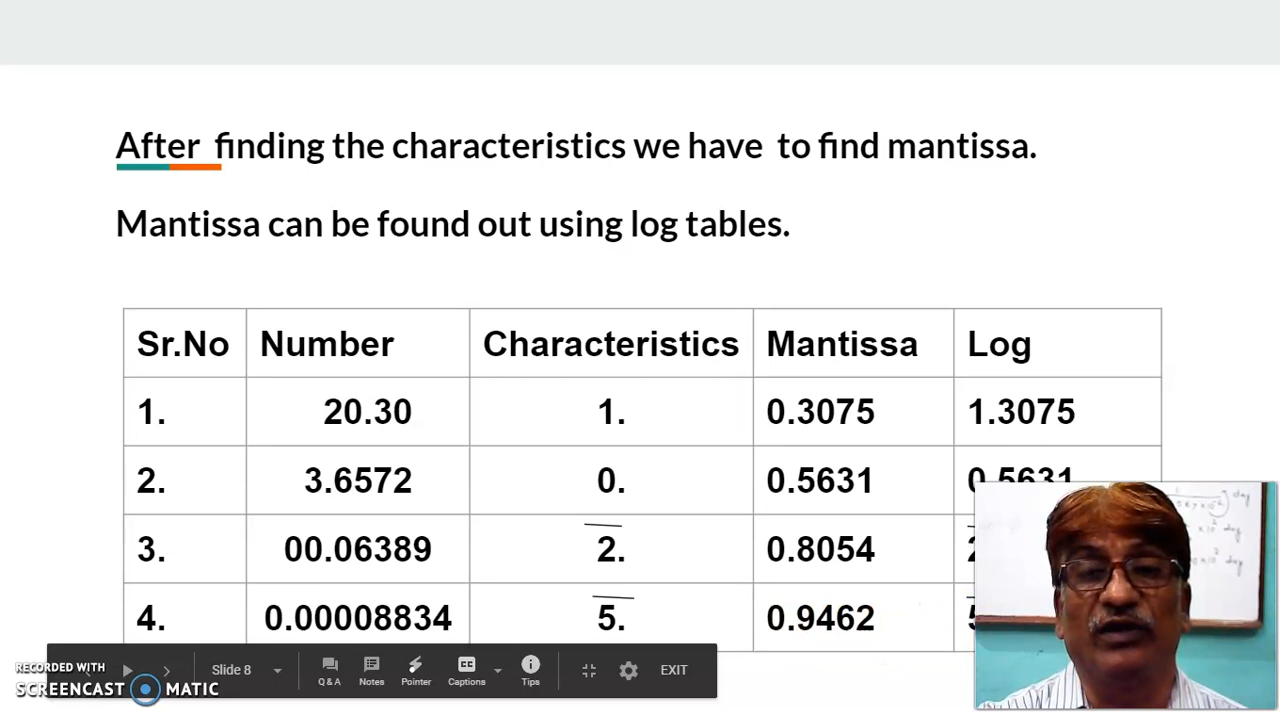 After finding the characteristics we have to find mantissa.
Mantissa can be found out using log tables.
Sr.No Number Characteristics Mantissa Log
1. 20.30 1. 0.3075 1.3075
2. 3.6572 0. 0.5631 0.5631
3. 00.06389 2̅. 0.8054
4. 0.00008834 5̅. 0.9462
Slide 8 Q & A Notes Pointer Captions Tips EXIT
RECORDED WITH
SCREENCAST MATIC